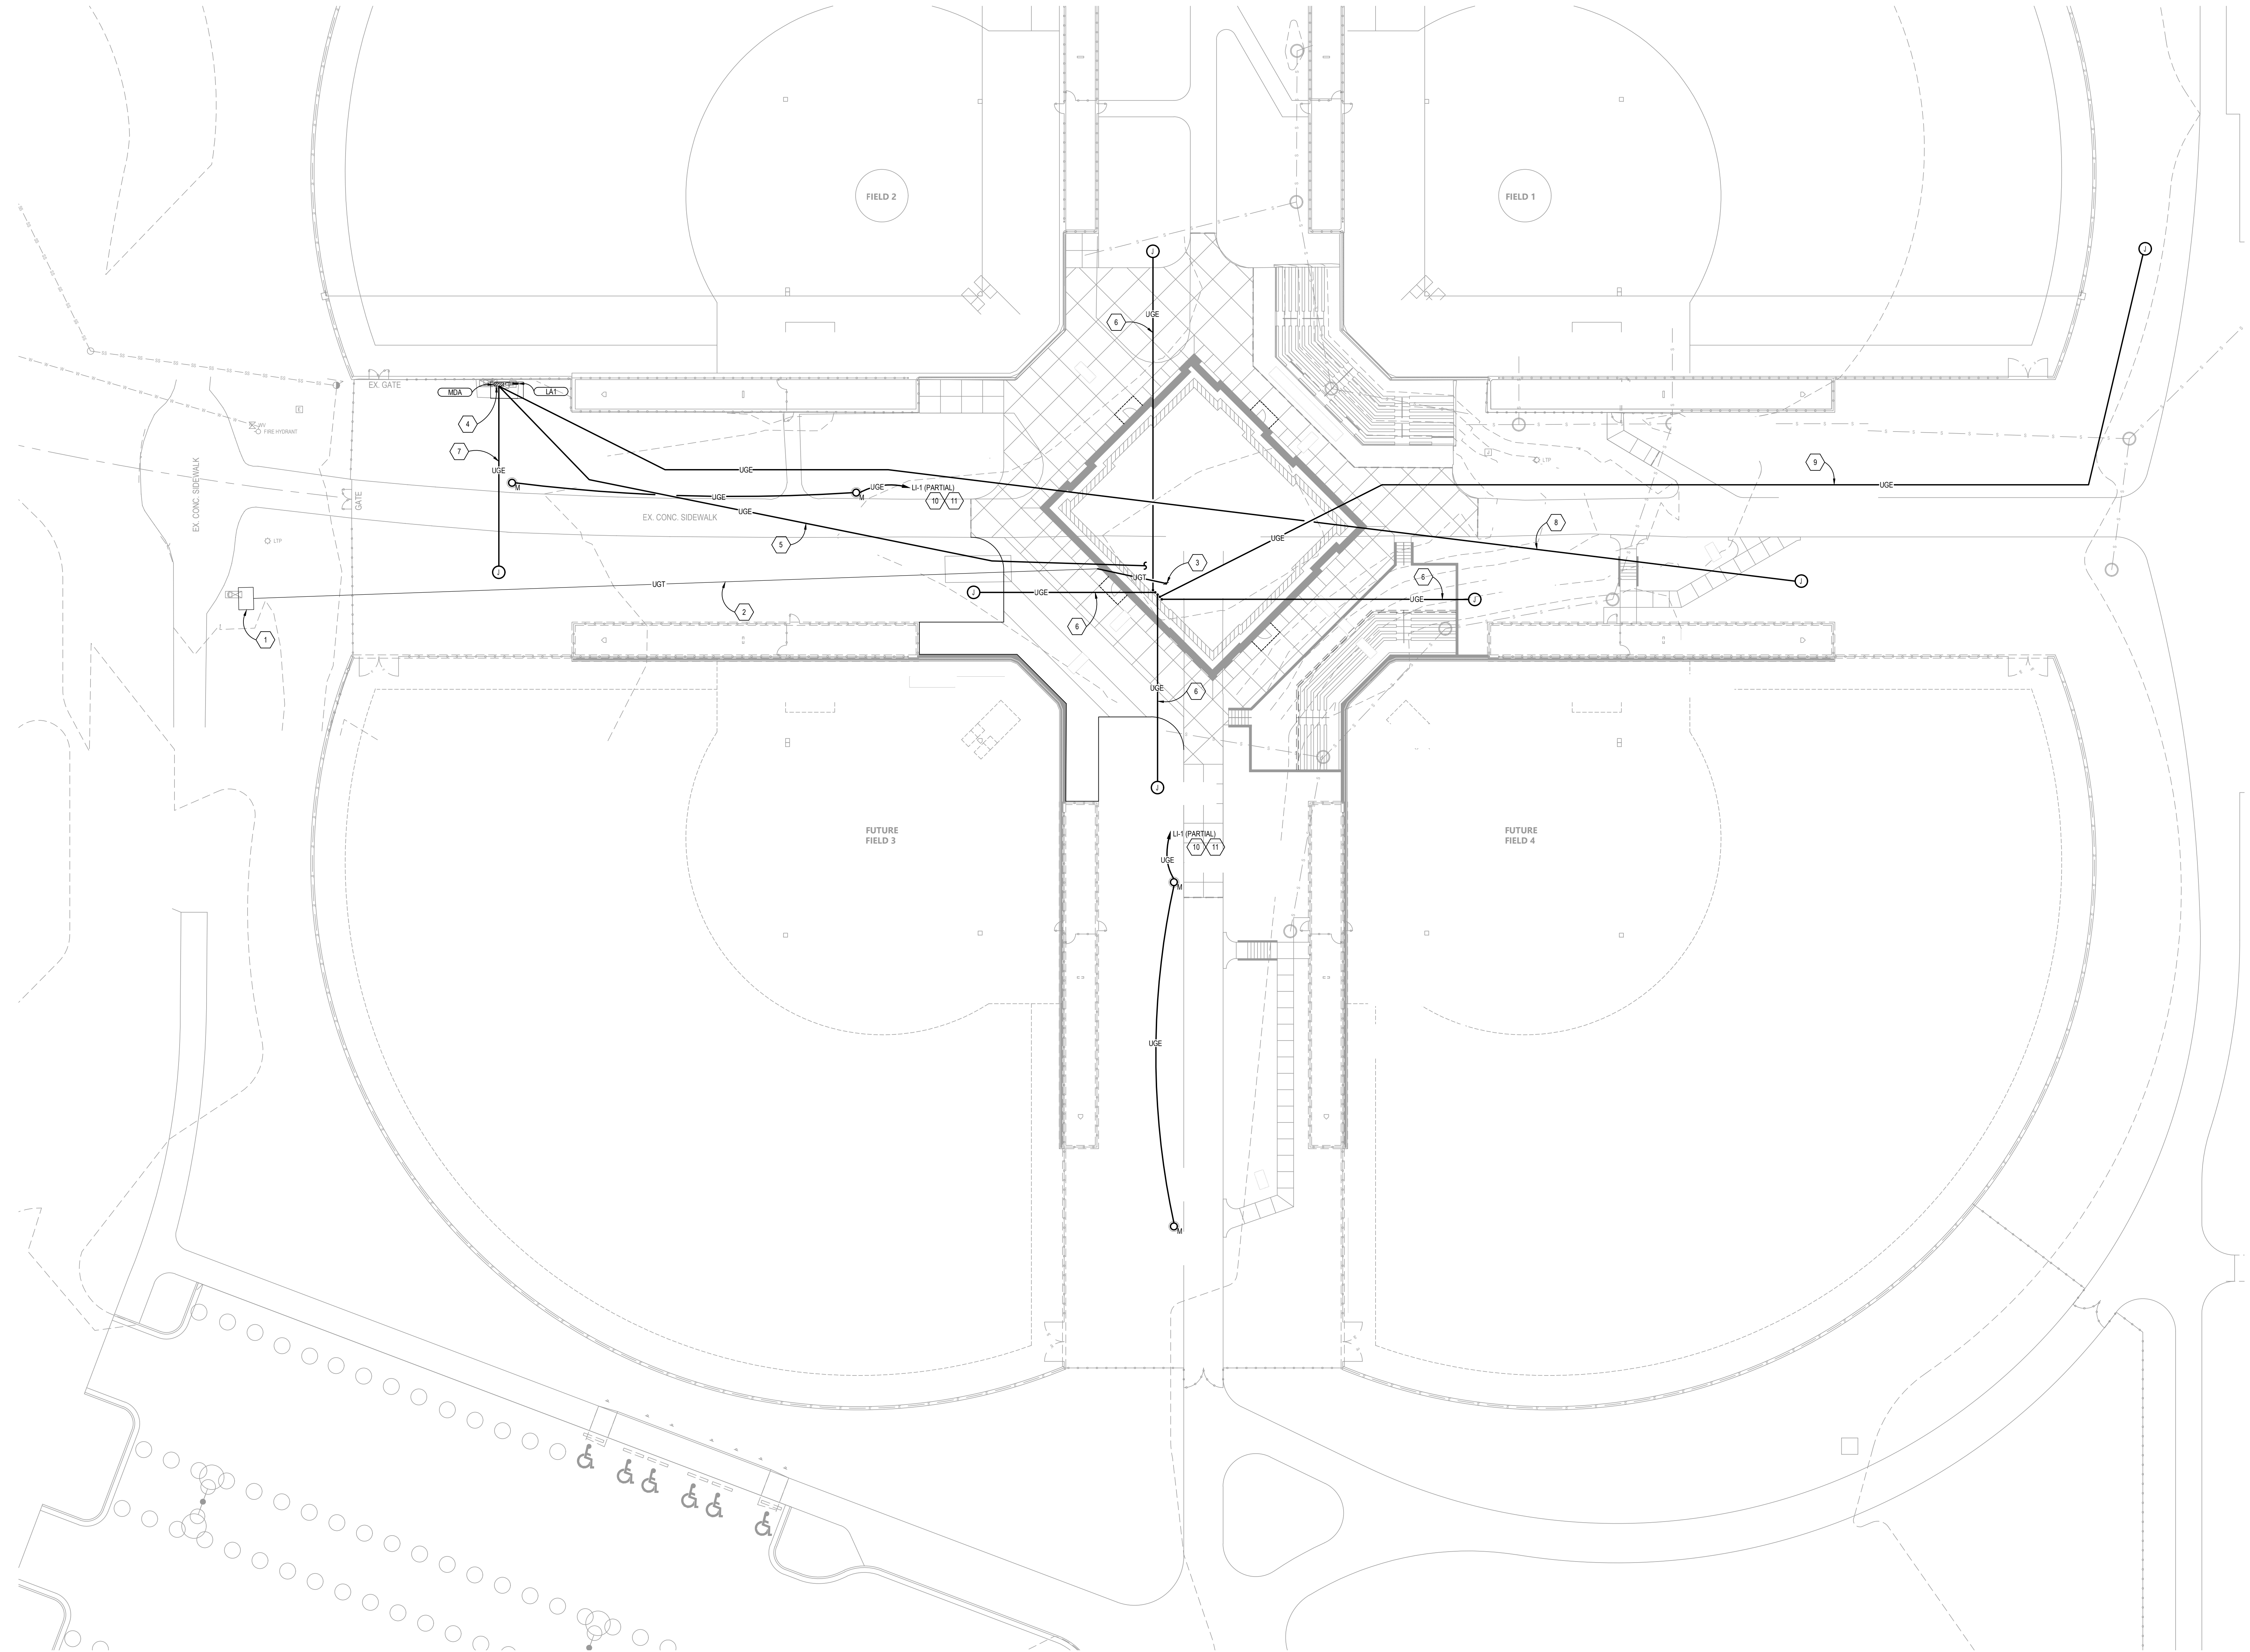 FIELD 2
FIELD 1
J
J
UGE
6
EX. GATE
MDA
LA1
4
WV
FIRE HYDRANT
7
J
LTP
9
UGE
UGE
UGE
M
UGE
UGE
M
LI-1 (PARTIAL)
10
11
EX. CONC. SIDEWALK
GATE
UGE
EX. CONC. SIDEWALK
8
5
UGE
LTP
3
J
UGT
UGT
J
2
1
J
UGE
6
6
UGE
J
UGE
6
J
FUTURE
FIELD 3
FUTURE
FIELD 4
LI-1 (PARTIAL)
10
11
UGE
M
UGE
M